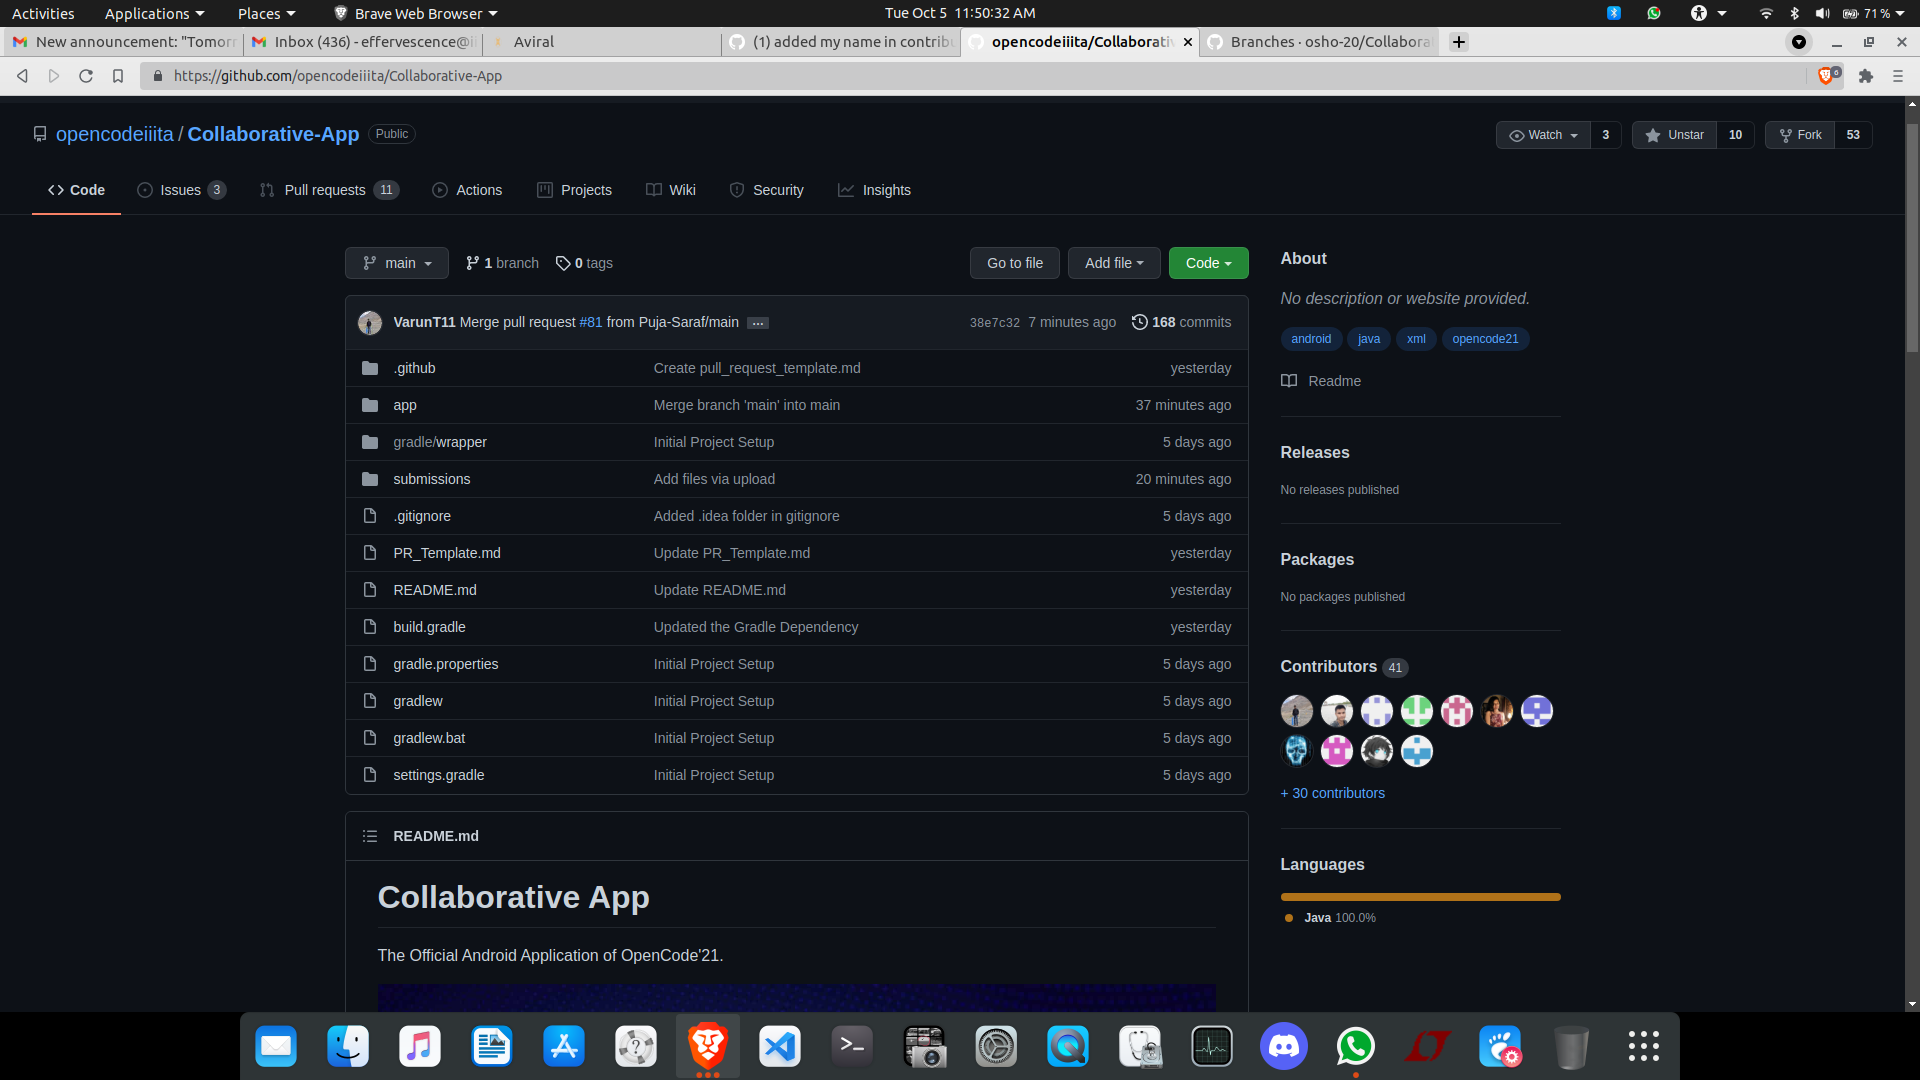 Activities Applications Places Brave Web Browser Tue Oct 5 11:50:32 AM 71 %
New announcement: "Tomorr Inbox (436) - effervescence@ii Aviral (1) added my name in contribu opencodeiiita/Collaborativ Branches · osho-20/Collabora
https://github.com/opencodeiiita/Collaborative-App 6
opencodeiiita / Collaborative-App Public Watch 3 Unstar 10 Fork 53
Code Issues 3 Pull requests 11 Actions Projects Wiki Security Insights
main 1 branch 0 tags Go to file Add file Code
VarunT11 Merge pull request #81 from Puja-Saraf/main ... 38e7c32 7 minutes ago 168 commits
.github Create pull_request_template.md yesterday
app Merge branch 'main' into main 37 minutes ago
gradle/wrapper Initial Project Setup 5 days ago
submissions Add files via upload 20 minutes ago
.gitignore Added .idea folder in gitignore 5 days ago
PR_Template.md Update PR_Template.md yesterday
README.md Update README.md yesterday
build.gradle Updated the Gradle Dependency yesterday
gradle.properties Initial Project Setup 5 days ago
gradlew Initial Project Setup 5 days ago
gradlew.bat Initial Project Setup 5 days ago
settings.gradle Initial Project Setup 5 days ago
README.md
Collaborative App
The Official Android Application of OpenCode'21.
About
No description or website provided.
android java xml opencode21
Readme
Releases
No releases published
Packages
No packages published
Contributors 41
+ 30 contributors
Languages
Java 100.0%